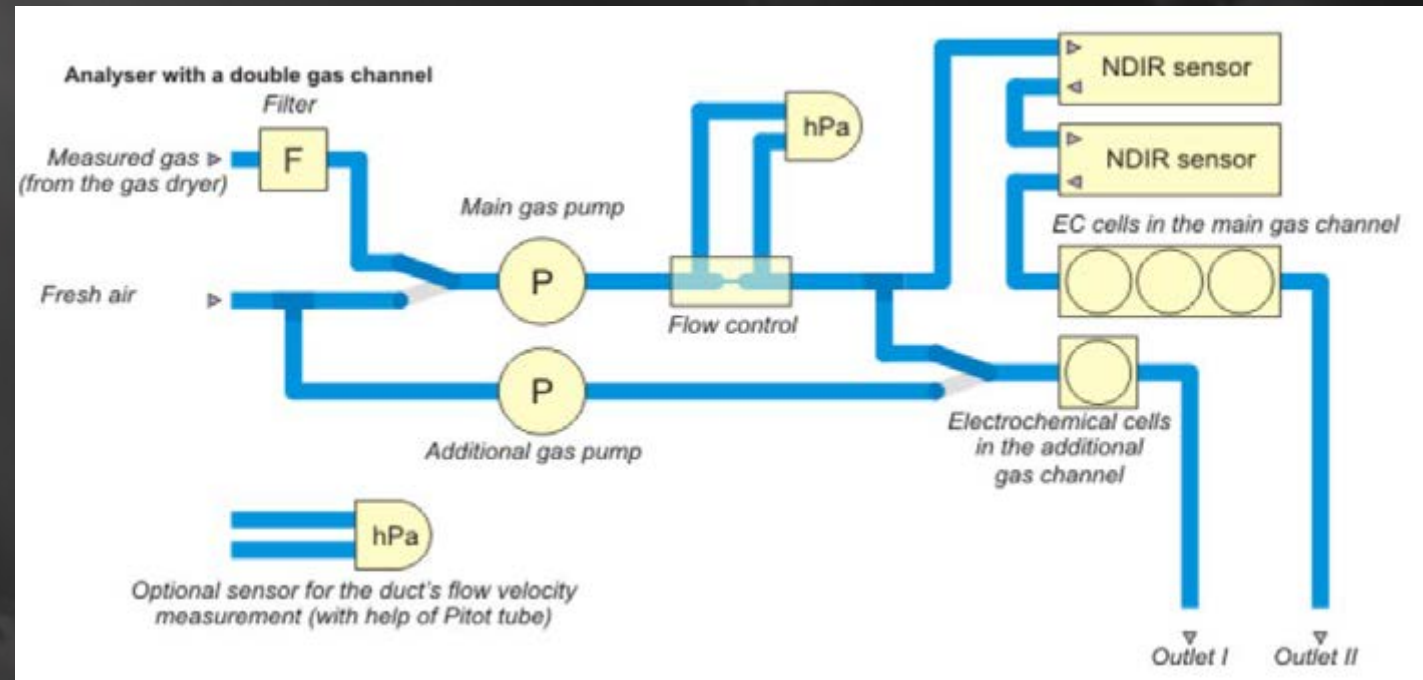 Analyser with a double gas channel
Filter
F
Measured gas
(from the gas dryer)
Fresh air
Main gas pump
P
hPa
Flow control
P
Additional gas pump
NDIR sensor
NDIR sensor
EC cells in the main gas channel
Electrochemical cells
in the additional
gas channel
hPa
Optional sensor for the duct's flow velocity
measurement (with help of Pitot tube)
Outlet I
Outlet II